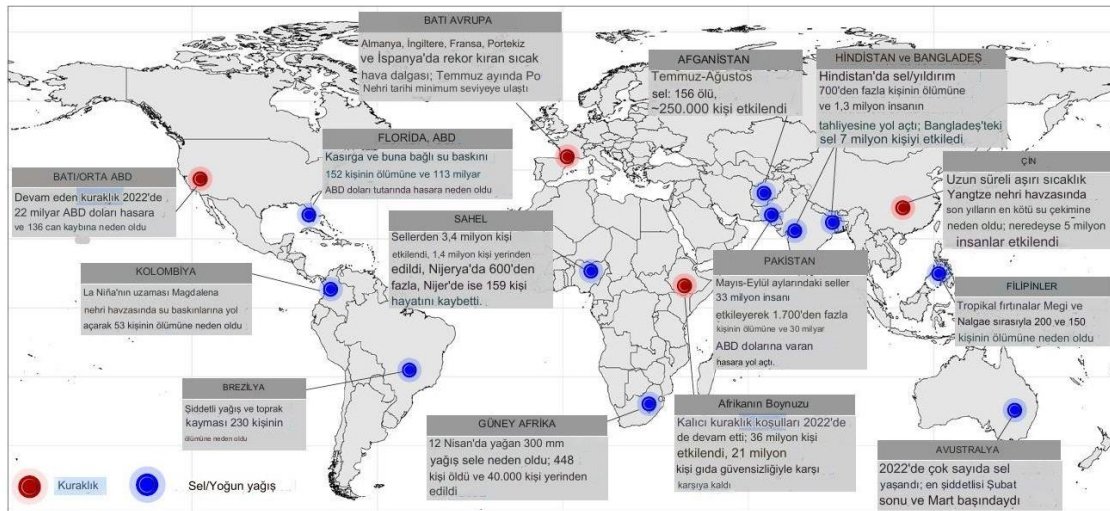 BATI AVRUPA
Almanya, İngiltere, Fransa, Portekiz
ve İspanya'da rekor kıran sıcak
hava dalgası; Temmuz ayında Po
Nehri tarihi minimum seviyeye ulaştı
AFGANİSTAN
Temmuz-Ağustos
sel: 156 ölü,
~250.000 kişi etkilendi
HİNDİSTAN ve BANGLADEŞ
Hindistan'da sel/yıldırım
700'den fazla kişinin ölümüne
ve 1,3 milyon insanın
tahliyesine yol açtı; Bangladeş'teki
sel 7 milyon kişiyi etkiledi
FLORİDA, ABD
Kasırga ve buna bağlı su baskını
152 kişinin ölümüne ve 113 milyar
ABD doları tutarında hasara neden oldu
BATI/ORTA ABD
Devam eden kuraklık 2022'de
22 milyar ABD doları hasara
ve 136 can kaybına neden oldu
ÇİN
Uzun süreli aşırı sıcaklık
Yangtze nehri havzasında
son yılların en kötü su çekimine
neden oldu; neredeyse 5 milyon
insanlar etkilendi
SAHEL
Sellerden 3,4 milyon kişi
etkilendi, 1,4 milyon kişi yerinden
edildi, Nijerya'da 600'den
fazla, Nijer'de ise 159 kişi
hayatını kaybetti.
KOLOMBİYA
La Niña'nın uzaması Magdalena
nehri havzasında su baskınlarına yol
açarak 53 kişinin ölümüne neden oldu
PAKİSTAN
Mayıs-Eylül aylarındaki seller
33 milyon insanı
etkileyerek 1.700'den fazla
kişinin ölümüne ve 30 milyar
ABD dolarına varan
hasara yol açtı.
FİLİPİNLER
Tropikal fırtınalar Megi ve
Nalgae sırasıyla 200 ve 150
kişinin ölümüne neden oldu
BREZİLYA
Şiddetli yağış ve toprak
kayması 230 kişinin
ölümüne neden oldu
GÜNEY AFRIKA
12 Nisan'da yağan 300 mm
yağış sele neden oldu; 448
kişi öldü ve 40.000 kişi yerinden
edildi
Afrikanın Boynuzu
Kalıcı kuraklık koşulları 2022'de
de devam etti; 36 milyon kişi
etkilendi, 21 milyon
kişi gıda güvensizliğiyle karşı
karşıya kaldı
AVUSTRALYA
2022'de çok sayıda sel
yaşandı; en şiddetlisi Şubat
sonu ve Mart başındaydı
Kuraklık
Sel/Yoğun yağış